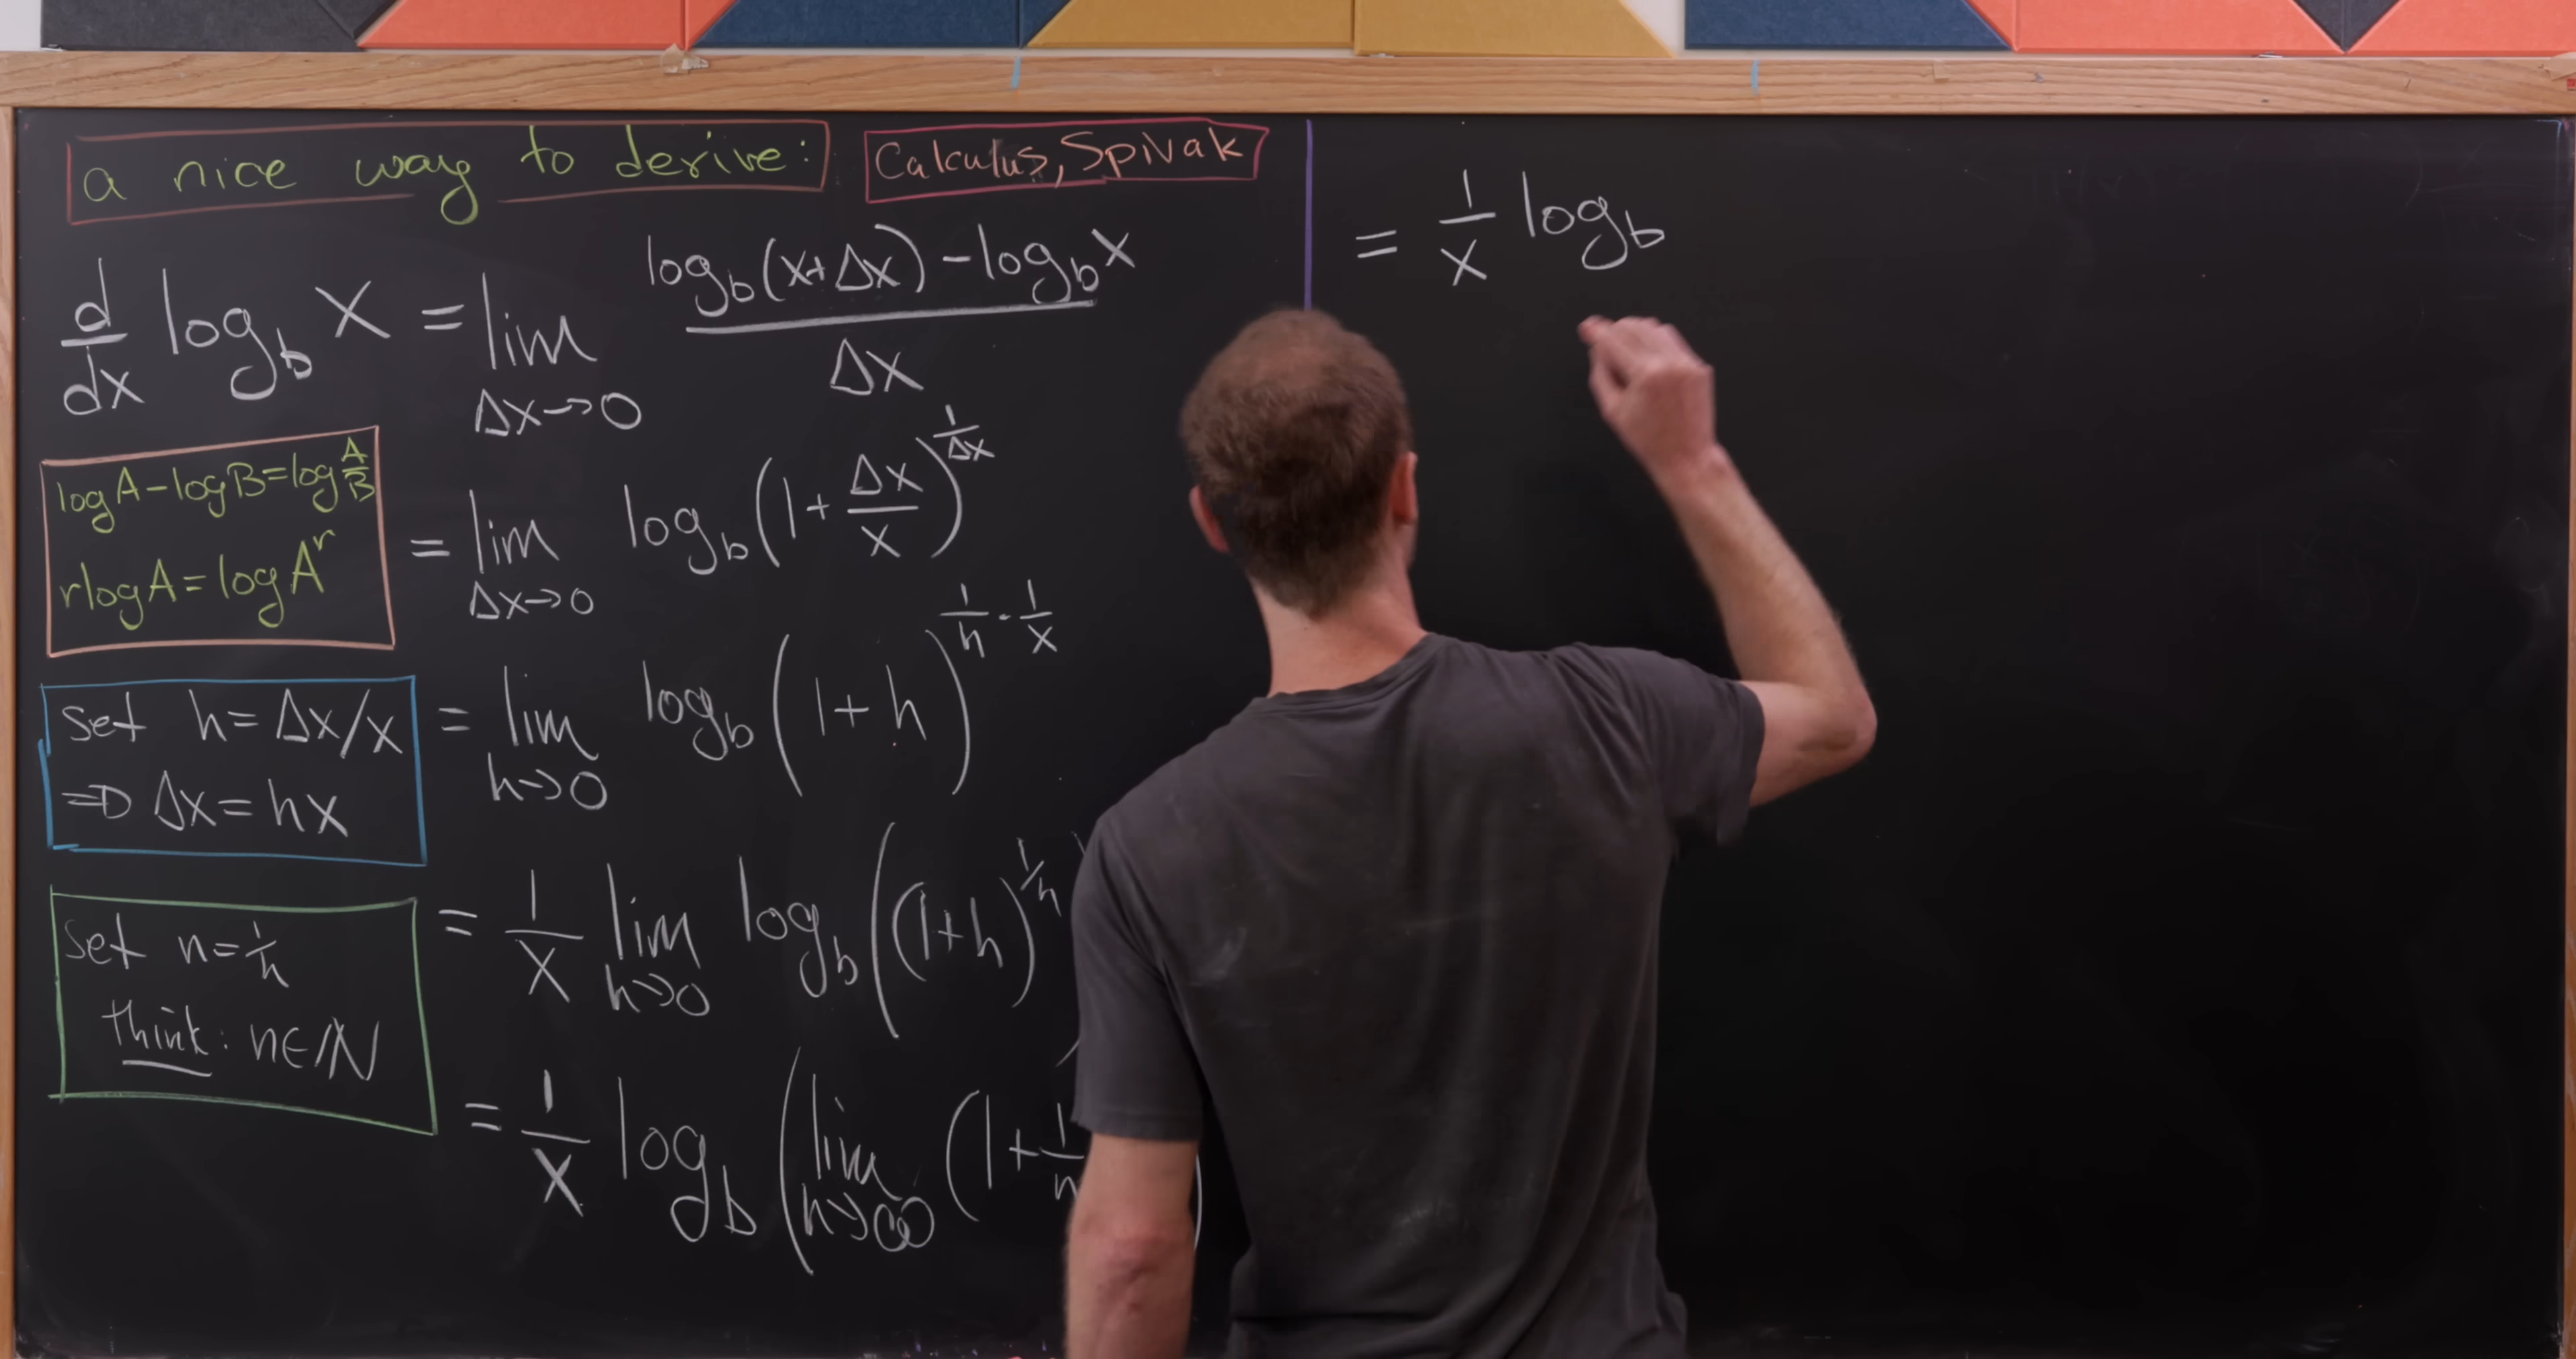 a nice way to derive:
Calculus, Spivak
d/dx log_b x = lim_{Δx→0} (log_b(x+Δx) - log_b x)/Δx
log A - log B = log A/B
r log A = log A^r
= lim_{Δx→0} log_b(1+Δx/x)^{1/Δx}
set h = Δx/x
⇒ Δx = hx
= lim_{h→0} log_b(1+h)^{1/h · 1/x}
= 1/x lim_{h→0} log_b((1+h)^{1/h}
set n = 1/h
think: n∈ℕ
= 1/x log_b(lim_{n→∞}(1+1/n
= 1/x log_b